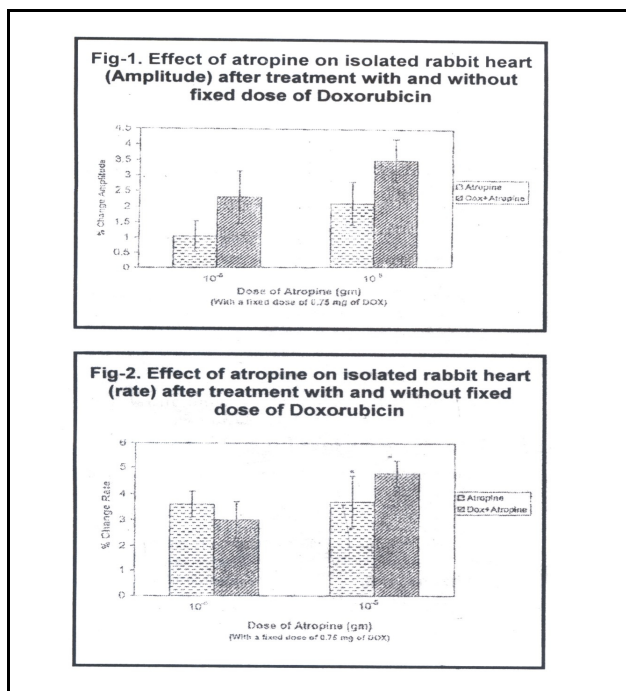 Fig-1. Effect of atropine on isolated rabbit heart
(Amplitude) after treatment with and without
fixed dose of Doxorubicin
4.5
4
3.5
3
2.5
2
1.5
1
0.5
0
% Change Amplitude
Atropine
Dox+Atropine
10
10
Dose of Atropine (gm)
(With a fixed dose of 0.75 mg of DOX)
Fig-2. Effect of atropine on isolated rabbit heart
(rate) after treatment with and without fixed
dose of Doxorubicin
6
5
4
3
2
1
0
% Change Rate
*
Atropine
Dox+Atropine
10
10⁻⁵
Dose of Atropine (gm)
(With a fixed dose of 0.75 mg of DOX)